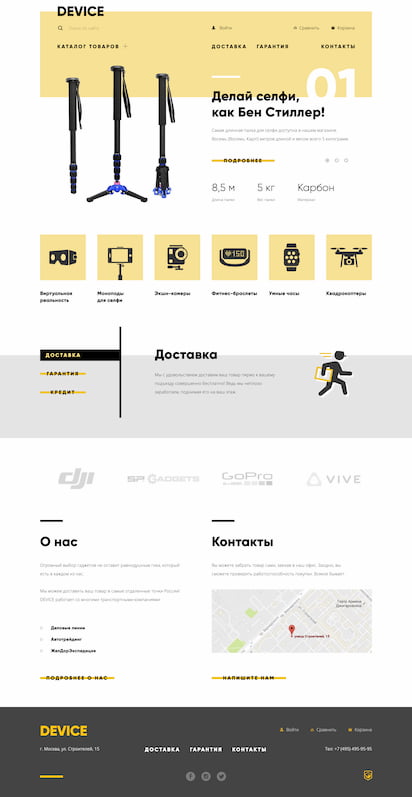 DEVICE
Поиск по сайту
Войти
Сравнить
Корзина
КАТАЛОГ ТОВАРОВ +
ДОСТАВКА
ГАРАНТИЯ
КОНТАКТЫ
01
Делай селфи,
как Бен Стиллер!
Самая длинная палка для селфи доступна в нашем магазине.
Восемь (Восемь, Карл!) метров длиной и весом всего 5 килограмм.
ПОДРОБНЕЕ
8,5 м
5 кг
Карбон
Длина палки
Вес палки
Материал
Виртуальная
реальность
Моноподы
для селфи
Экшн-камеры
150
Фитнес-браслеты
Умные часы
Квадрокоптеры
ДОСТАВКА
ГАРАНТИЯ
КРЕДИТ
Доставка
Мы с удовольствием доставим ваш товар прямо к вашему
подъезду совершенно бесплатно! Ведь мы неплохо
заработаем, поднимая его на ваш этаж.
dji
SP GADGETS
GoPro
VIVE
О нас
Огромный выбор гаджетов не оставит равнодушным гика, который
есть в каждом из нас.
Мы можем доставить ваш товар в самые отдаленные точки России!
DEVICE работает со многими транспортными компаниями:
Деловые линии
Автотрейдинг
ЖелДорЭкспедиция
ПОДРОБНЕЕ О НАС
Контакты
Вы можете забрать товар сами, заехав в наш офис. Заодно, вы
сможете проверить работоспособность покупки. Всякое бывает.
улица Строителей, 15
НАПИШИТЕ НАМ
DEVICE
Войти
Сравнить
Корзина
г. Москва, ул. Строителей, 15
ДОСТАВКА
ГАРАНТИЯ
КОНТАКТЫ
Тел: +7 (495) 495-95-95